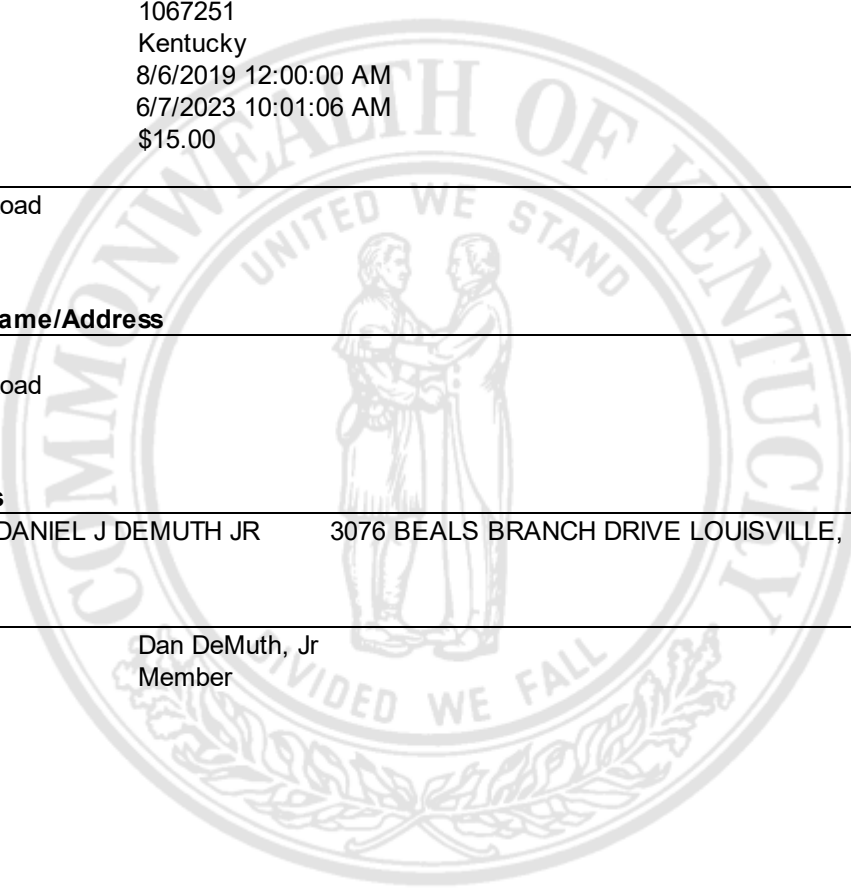 1067251
Kentucky
8/6/2019 12:00:00 AM
6/7/2023 10:01:06 AM
$15.00
oad
ame/Address
oad
s
DANIEL J DEMUTH JR 3076 BEALS BRANCH DRIVE LOUISVILLE,
Dan DeMuth, Jr
Member
COMMONWEALTH OF KENTUCKY
UNITED WE STAND
DIVIDED WE FALL